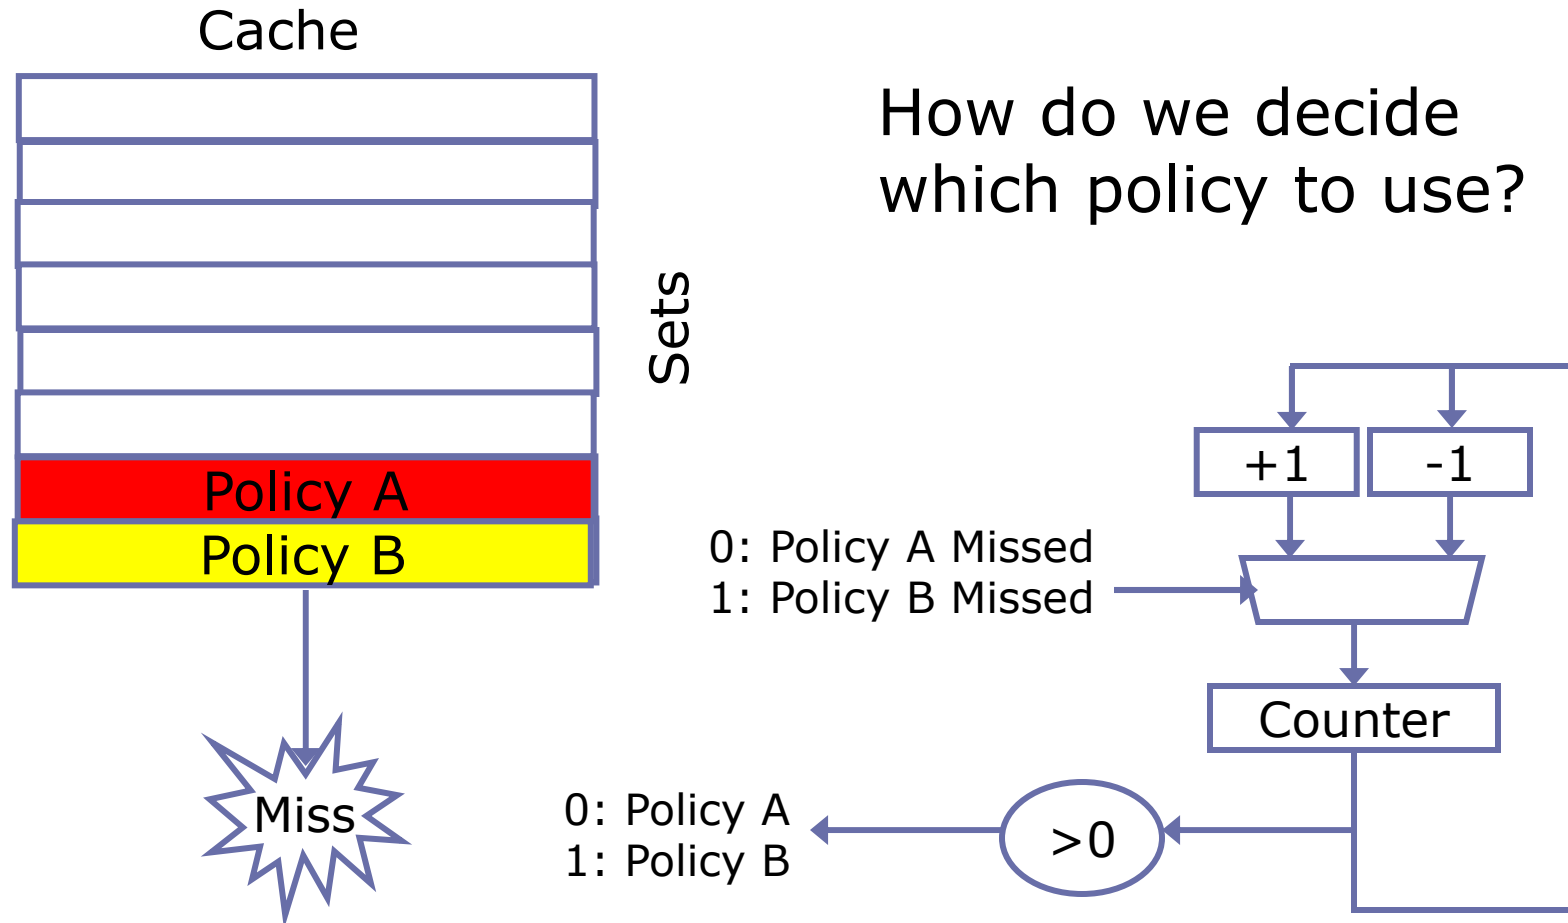 Cache
How do we decide
which policy to use?
Sets
Policy A
Policy B
Miss
+1
-1
0: Policy A Missed
1: Policy B Missed
Counter
>0
0: Policy A
1: Policy B